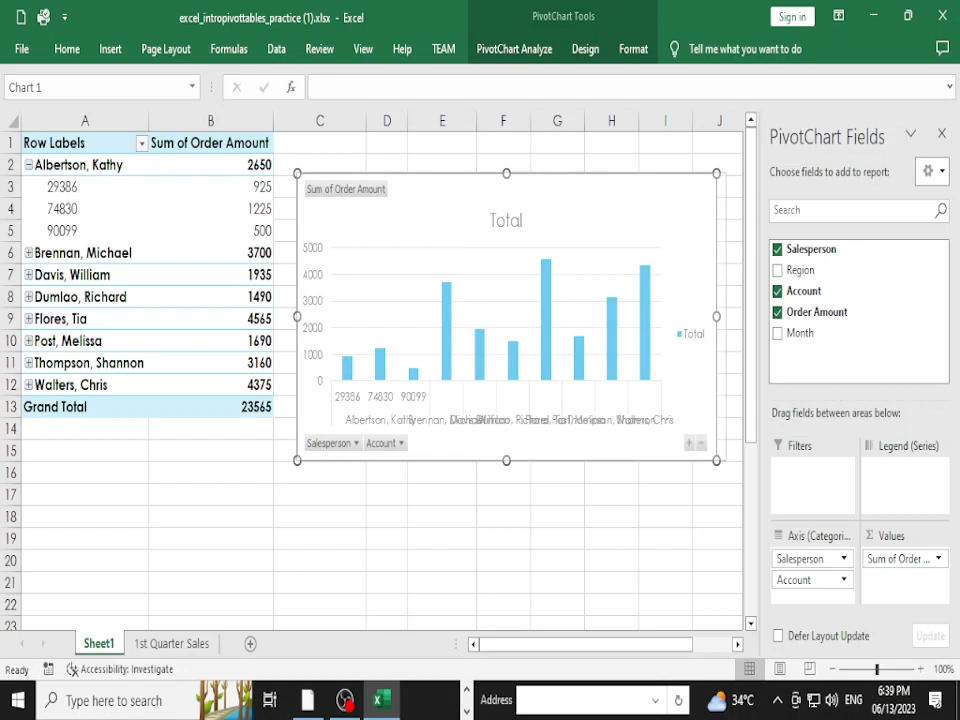 excel_intropivottables_practice (1).xlsx - Excel
PivotChart Tools
Sign in
File Home Insert Page Layout Formulas Data Review View Help TEAM PivotChart Analyze Design Format Tell me what you want to do
Chart 1
fx
A B C D E F G H I J
1 Row Labels Sum of Order Amount
2 Albertson, Kathy 2650
3 29386 925
4 74830 1225
5 90099 500
6 Brennan, Michael 3700
7 Davis, William 1935
8 Dumlao, Richard 1490
9 Flores, Tia 4565
10 Post, Melissa 1690
11 Thompson, Shannon 3160
12 Walters, Chris 4375
13 Grand Total 23565
14
15
16
17
18
19
20
21
22
23
Sum of Order Amount
Total
5000
4000
3000
2000
1000
0
Total
29386 74830 90099
Albertson, Kathy
Salesperson Account
PivotChart Fields
Choose fields to add to report:
Search
Salesperson
Region
Account
Order Amount
Month
Drag fields between areas below:
Filters
Legend (Series)
Axis (Categori...
Values
Salesperson
Sum of Order ...
Account
Defer Layout Update
Update
Sheet1
1st Quarter Sales
Ready
Accessibility: Investigate
100%
Type here to search
Address
34°C
ENG
6:39 PM
06/13/2023